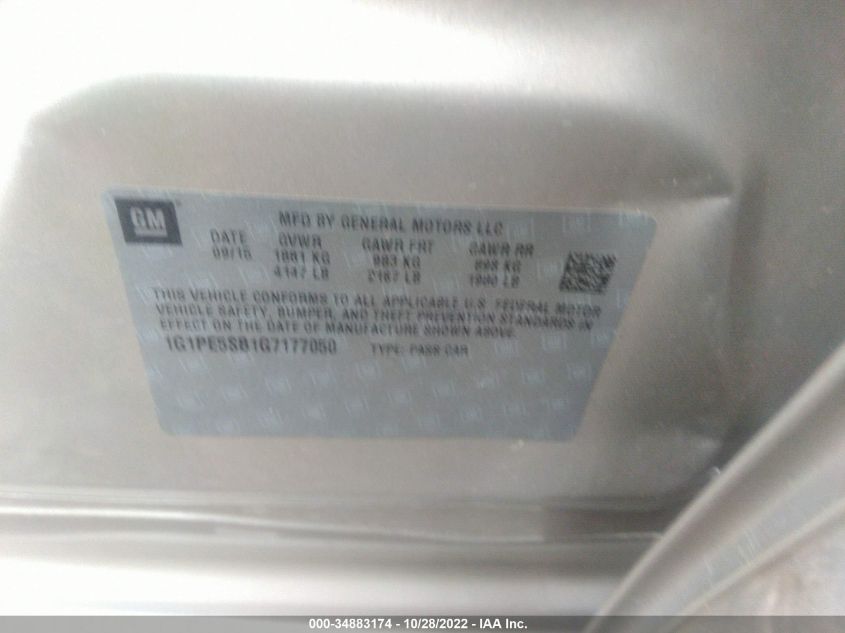 GM
MFD BY GENERAL MOTORS LLC
DATE GVWR GAWR FRT GAWR RR
09/15 1881 KG 983 KG 898 KG
4147 LB 2167 LB 1980 LB
THIS VEHICLE CONFORMS TO ALL APPLICABLE U.S. FEDERAL MOTOR
VEHICLE SAFETY, BUMPER, AND THEFT PREVENTION STANDARDS IN
EFFECT ON THE DATE OF MANUFACTURE SHOWN ABOVE.
1G1PE5SB1G7177050 TYPE: PASS CAR
000-34883174 - 10/28/2022 - IAA Inc.